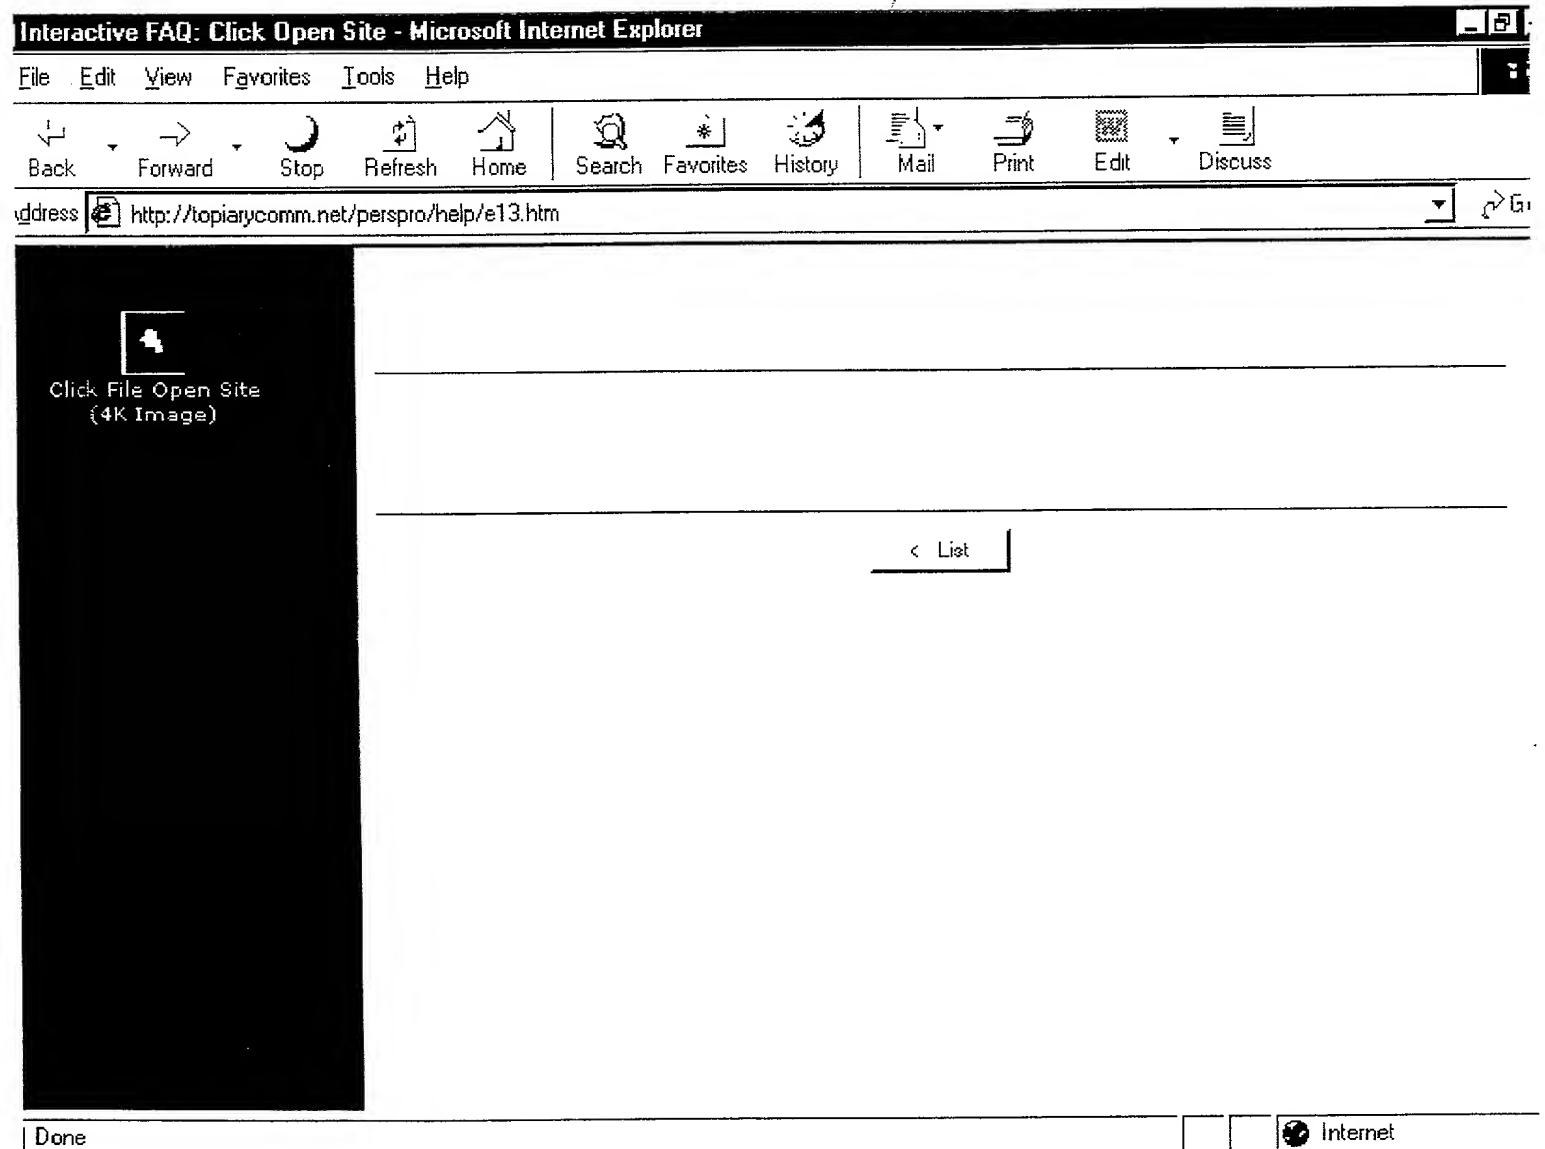 Interactive FAQ: Click Open Site - Microsoft Internet Explorer
File Edit View Favorites Tools Help
Back Forward Stop Refresh Home Search Favorites History Mail Print Edit Discuss
ddress http://topiarycomm.net/perspro/help/e13.htm G
Click File Open Site
(4K Image)
< List
Done Internet